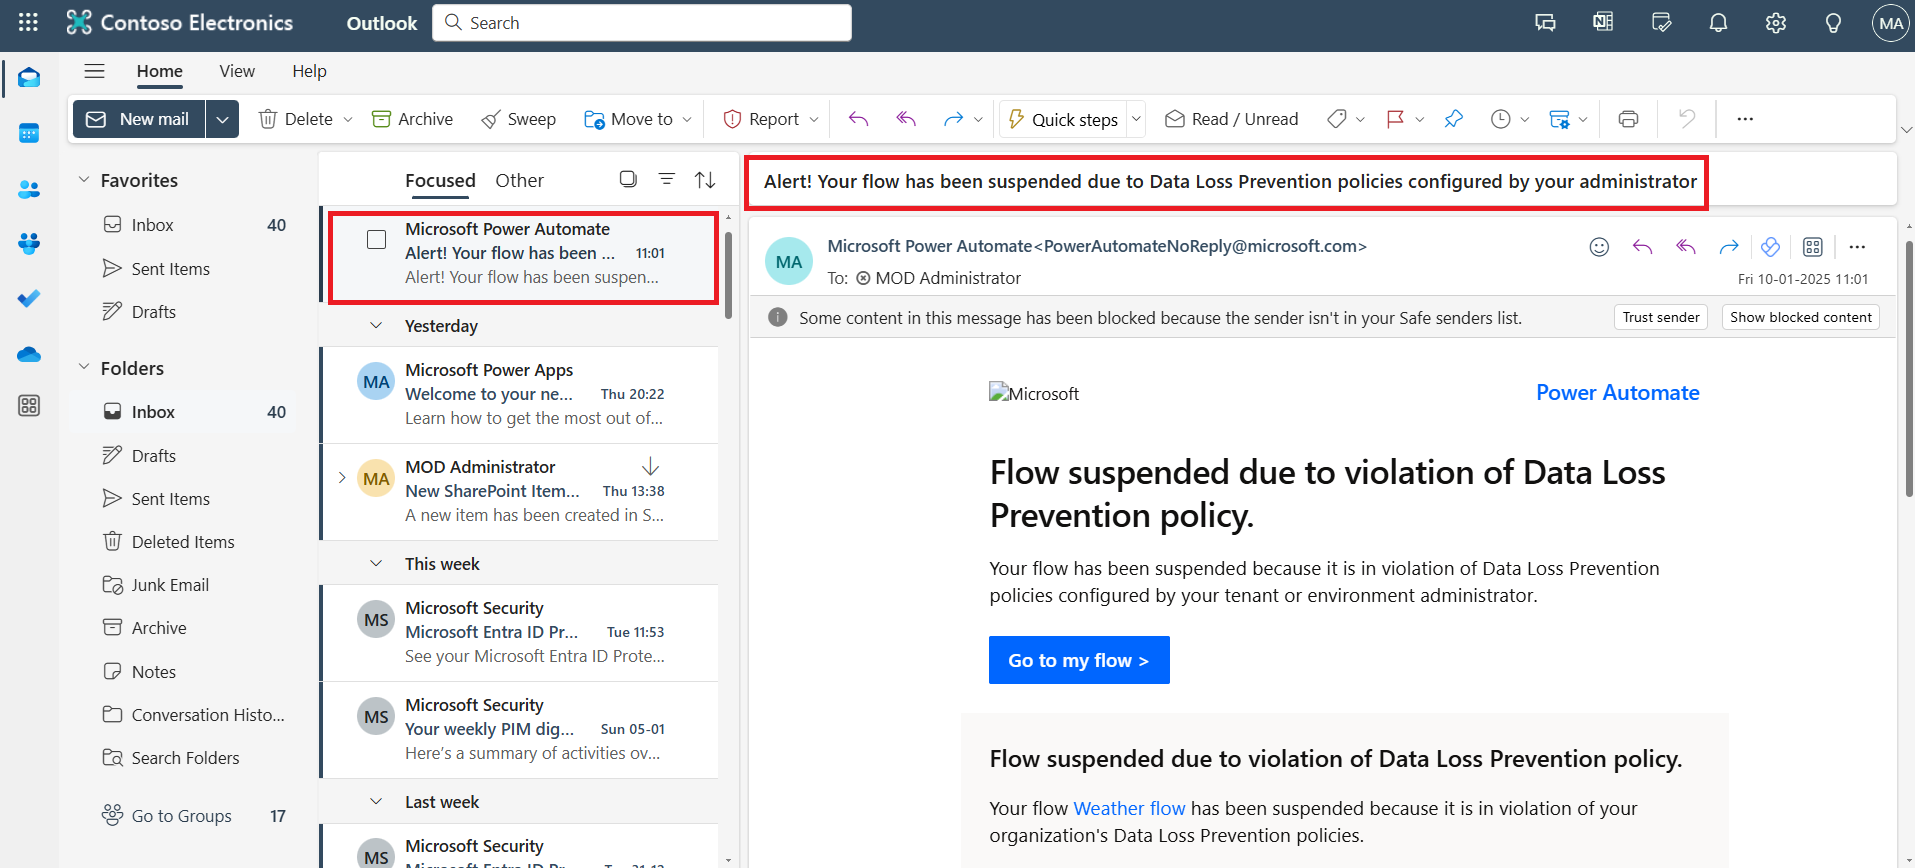 Contoso Electronics
Outlook
Search
MA
Home
View
Help
New mail
Delete
Archive
Sweep
Move to
Report
Quick steps
Read / Unread
Favorites
Inbox 40
Sent Items
Drafts
Folders
Inbox 40
Drafts
Sent Items
Deleted Items
Junk Email
Archive
Notes
Conversation Histo...
Search Folders
Go to Groups 17
Focused
Other
Microsoft Power Automate
Alert! Your flow has been ... 11:01
Alert! Your flow has been suspen...
Yesterday
MA
Microsoft Power Apps
Welcome to your ne... Thu 20:22
Learn how to get the most out of...
MA
MOD Administrator
New SharePoint Item... Thu 13:38
A new item has been created in S...
This week
MS
Microsoft Security
Microsoft Entra ID Pr... Tue 11:53
See your Microsoft Entra ID Prote...
MS
Microsoft Security
Your weekly PIM dig... Sun 05-01
Here's a summary of activities ov...
Last week
MS
Microsoft Security
Alert! Your flow has been suspended due to Data Loss Prevention policies configured by your administrator
MA
Microsoft Power Automate<PowerAutomateNoReply@microsoft.com>
To: MOD Administrator
Fri 10-01-2025 11:01
Some content in this message has been blocked because the sender isn't in your Safe senders list.
Trust sender
Show blocked content
Microsoft
Power Automate
Flow suspended due to violation of Data Loss
Prevention policy.
Your flow has been suspended because it is in violation of Data Loss Prevention
policies configured by your tenant or environment administrator.
Go to my flow >
Flow suspended due to violation of Data Loss Prevention policy.
Your flow Weather flow has been suspended because it is in violation of your
organization's Data Loss Prevention policies.